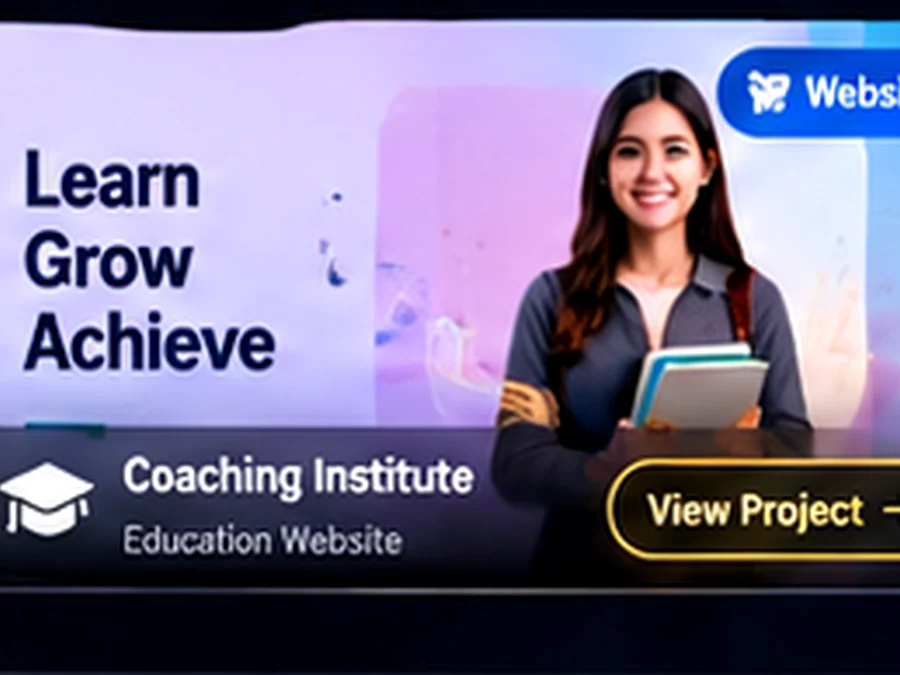 Websi
Learn
Grow
Achieve
Coaching Institute
Education Website
View Project →